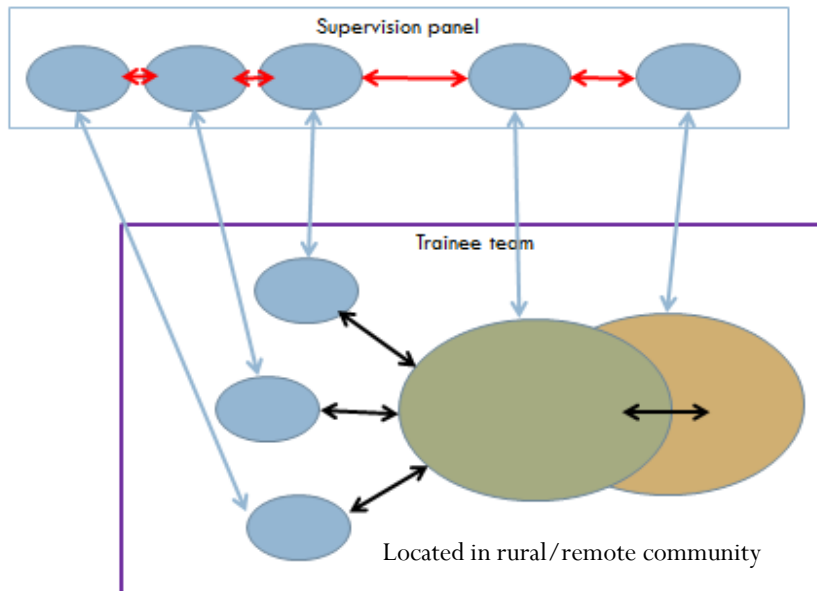 Supervision panel
Trainee team
Located in rural/remote community